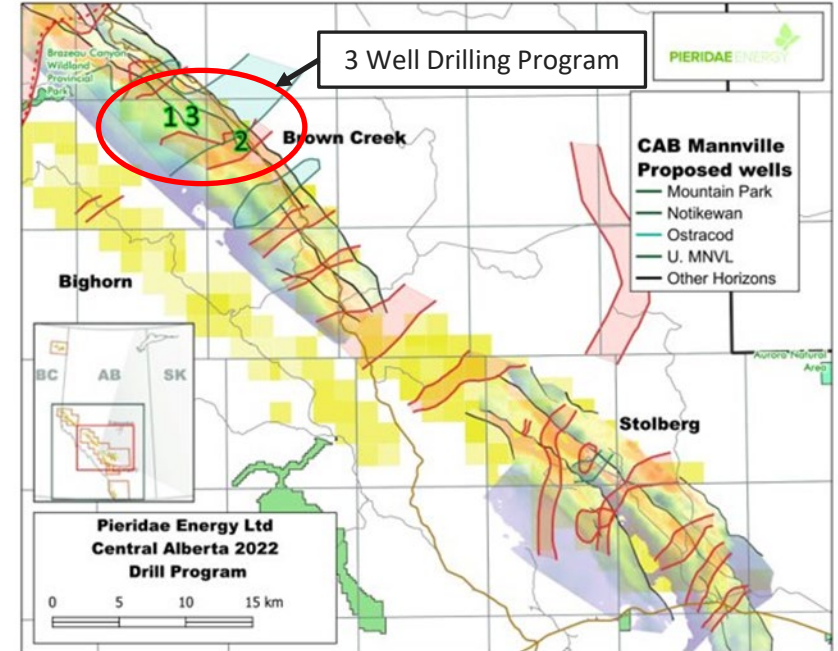 3 Well Drilling Program
PIERIDAE ENERGY
Brazeau Canyon
Wildland
Provincial
Park
1 3
2
Brown Creek
CAB Mannville
Proposed wells
Mountain Park
Notikewan
Ostracod
U. MNVL
Other Horizons
Bighorn
BC AB SK
Aurora Natural
Area
Stolberg
Pieridae Energy Ltd
Central Alberta 2022
Drill Program
0 5 10 15 km